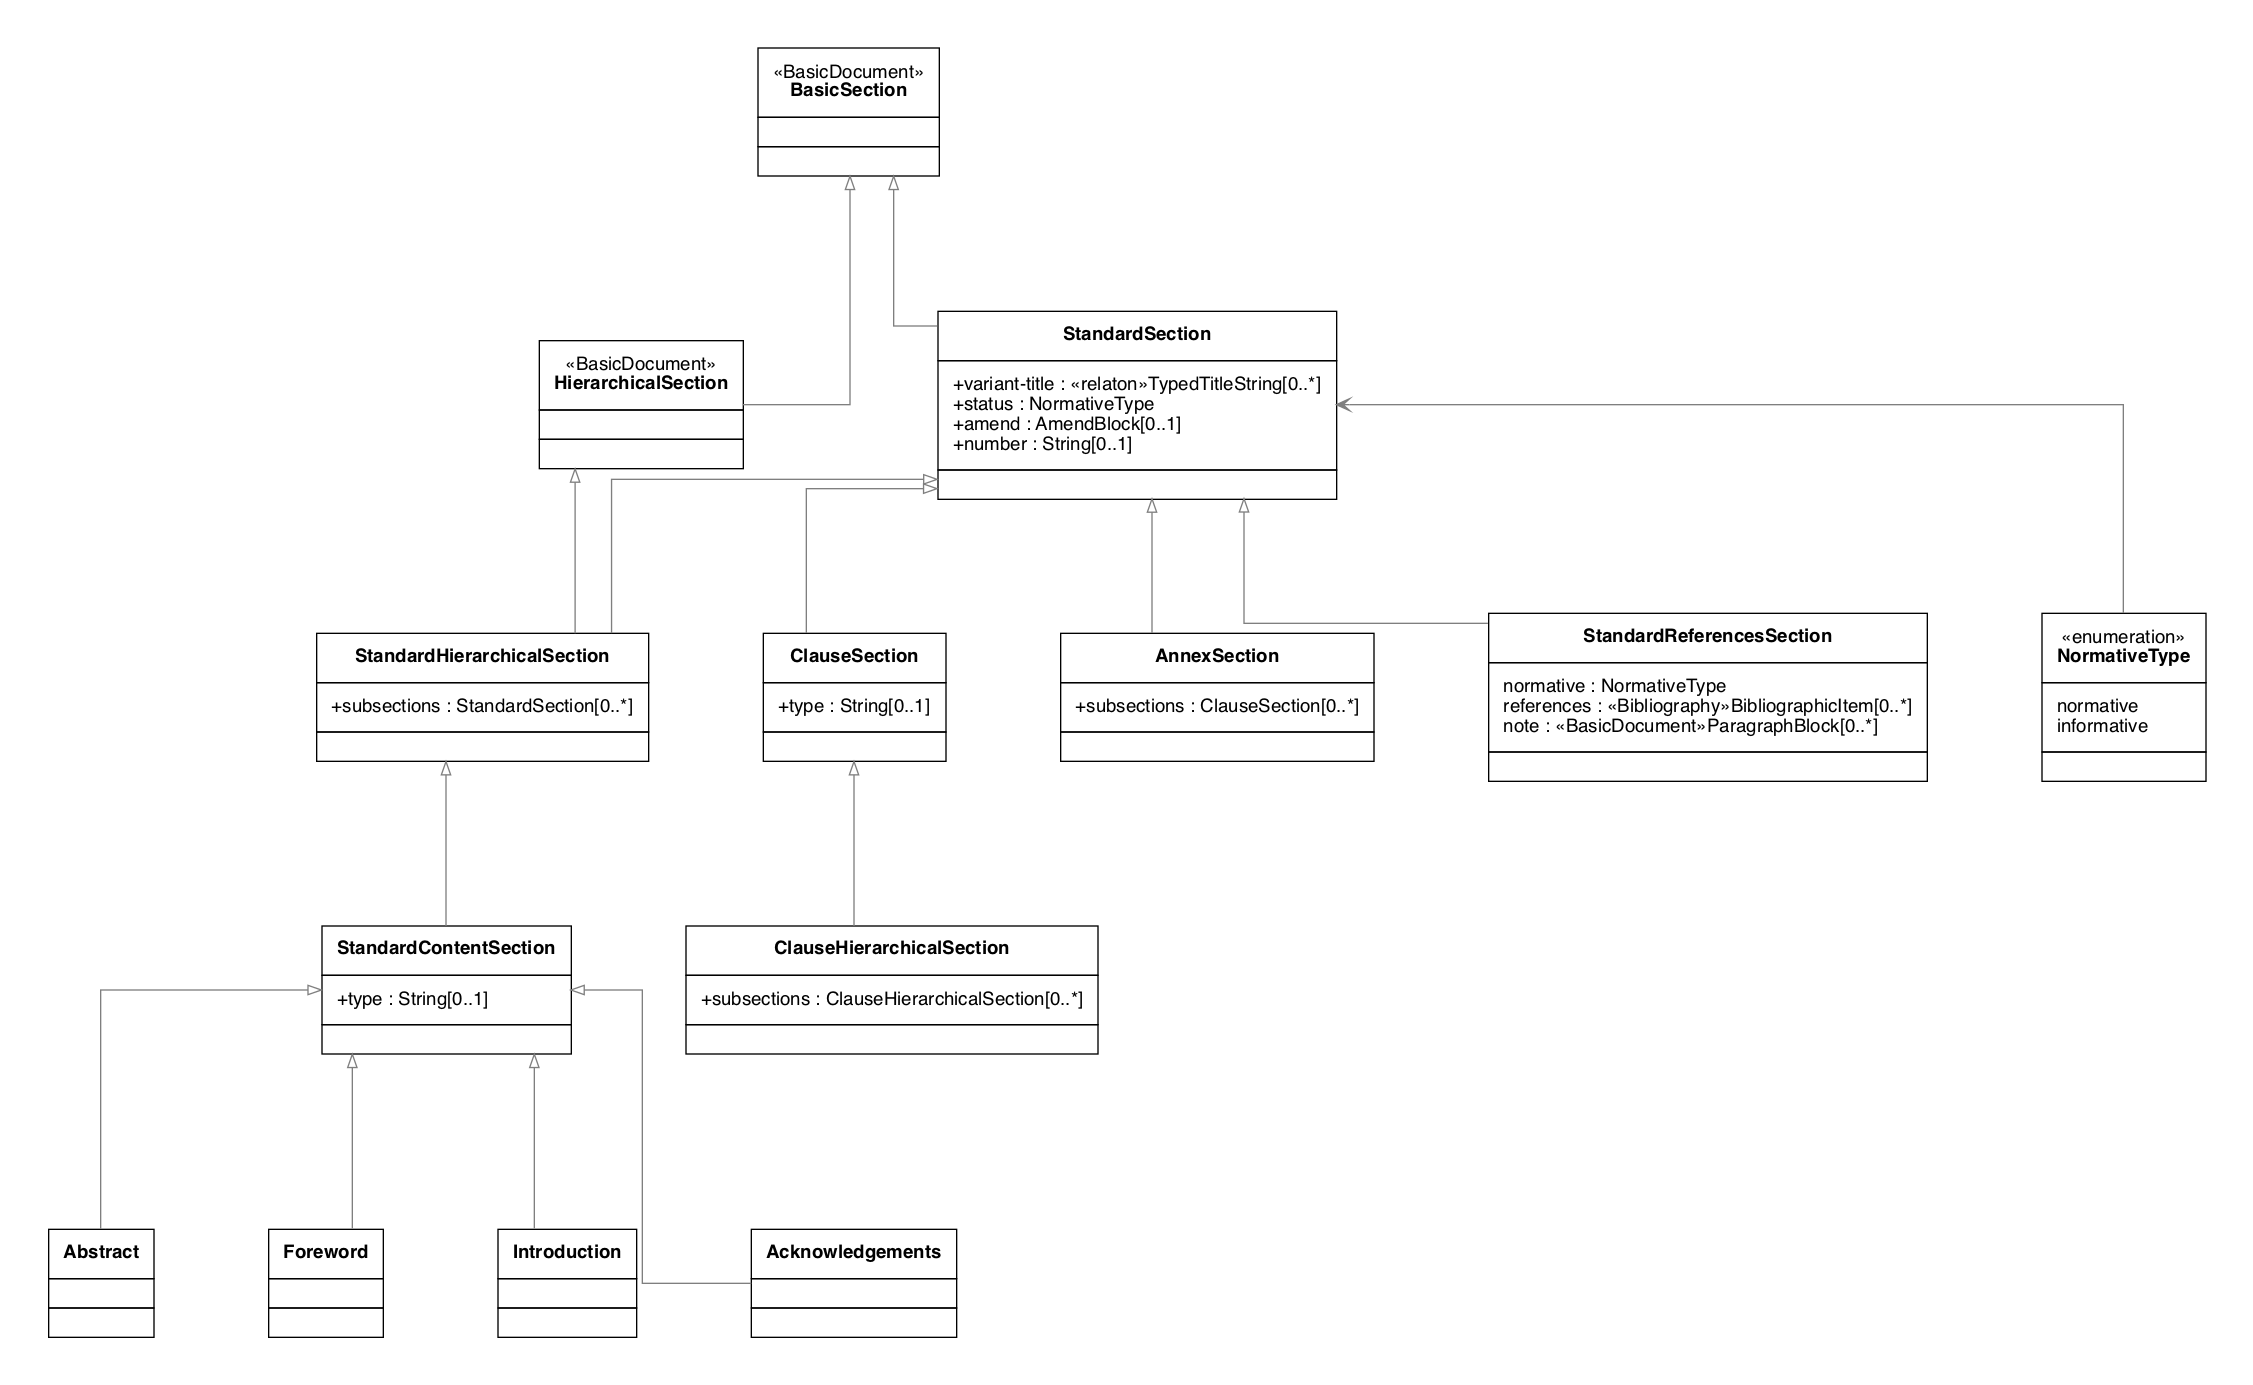 «BasicDocument»
BasicSection
StandardSection
+variant-title : «relaton»TypedTitleString[0..*]
+status : NormativeType
+amend : AmendBlock[0..1]
+number : String[0..1]
«BasicDocument»
HierarchicalSection
StandardHierarchicalSection
+subsections : StandardSection[0..*]
ClauseSection
+type : String[0..1]
AnnexSection
+subsections : ClauseSection[0..*]
StandardReferencesSection
normative : NormativeType
references : «Bibliography»BibliographicItem[0..*]
note : «BasicDocument»ParagraphBlock[0..*]
«enumeration»
NormativeType
normative
informative
StandardContentSection
+type : String[0..1]
ClauseHierarchicalSection
+subsections : ClauseHierarchicalSection[0..*]
Abstract
Foreword
Introduction
Acknowledgements